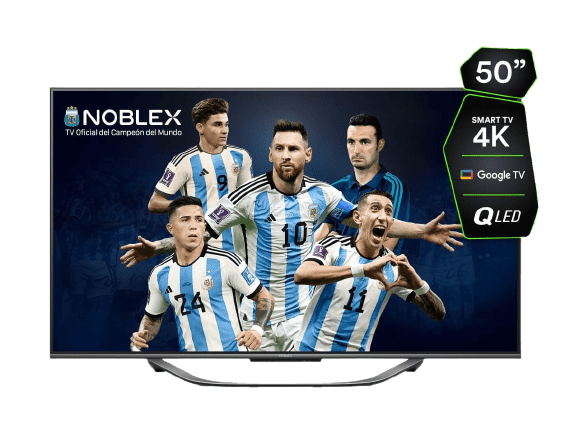 NOBLEX
TV Oficial del Campeón del Mundo
50”
SMART TV
4K
Google TV
QLED
9
10
24
11